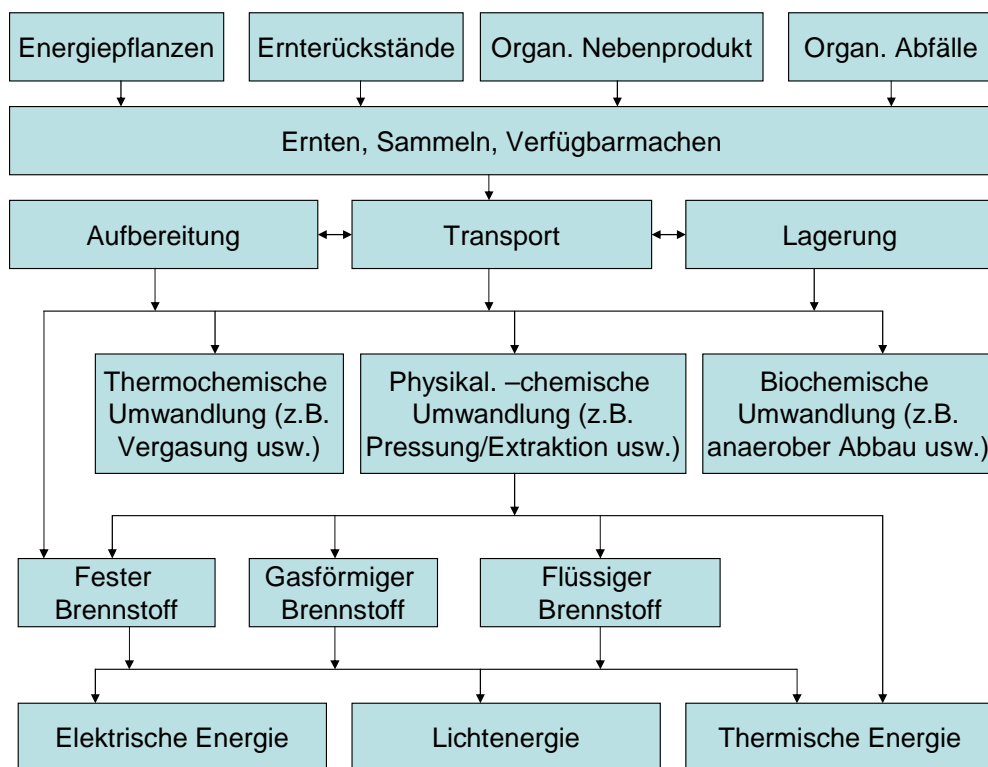 Energiepflanzen
Ernterückstände
Organ. Nebenprodukt
Organ. Abfälle
Ernten, Sammeln, Verfügbarmachen
Aufbereitung
Transport
Lagerung
Thermochemische
Umwandlung (z.B.
Vergasung usw.)
Physikal. –chemische
Umwandlung (z.B.
Pressung/Extraktion usw.)
Biochemische
Umwandlung (z.B.
anaerober Abbau usw.)
Fester
Brennstoff
Gasförmiger
Brennstoff
Flüssiger
Brennstoff
Elektrische Energie
Lichtenergie
Thermische Energie